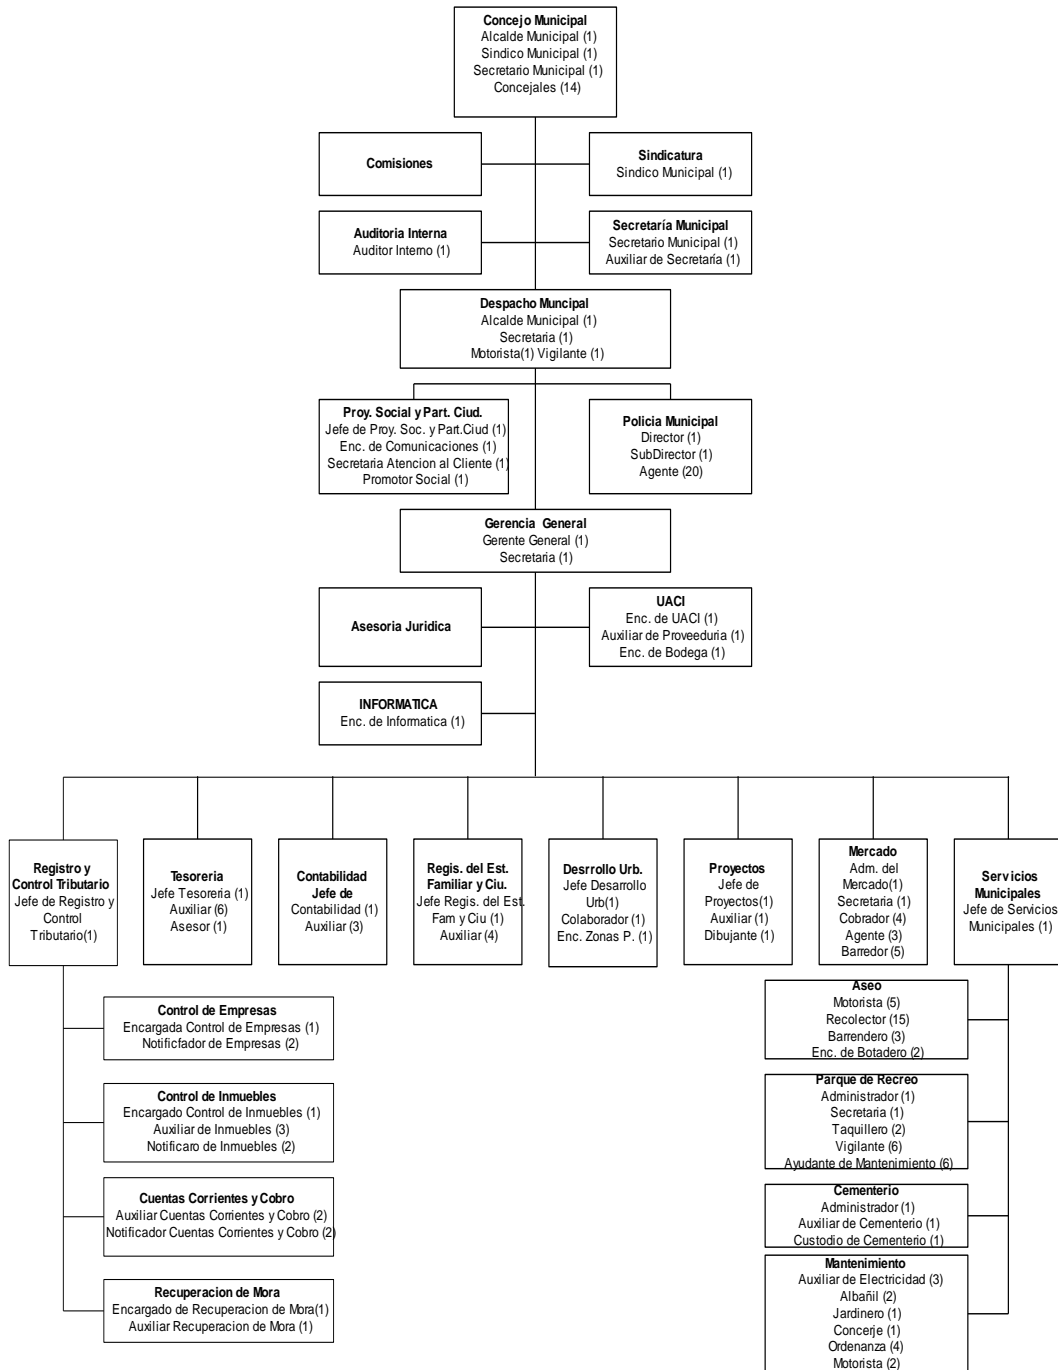 Concejo Municipal
Alcalde Municipal (1)
Sindico Municipal (1)
Secretario Municipal (1)
Concejales (14)
Comisiones
Sindicatura
Sindico Municipal (1)
Auditoria Interna
Auditor Interno (1)
Secretaría Municipal
Secretario Municipal (1)
Auxiliar de Secretaría (1)
Despacho Muncipal
Alcalde Municipal (1)
Secretaria (1)
Motorista(1) Vigilante (1)
Proy. Social y Part. Ciud.
Jefe de Proy. Soc. y Part.Ciud (1)
Enc. de Comunicaciones (1)
Secretaria Atencion al Cliente (1)
Promotor Social (1)
Policia Municipal
Director (1)
SubDirector (1)
Agente (20)
Gerencia General
Gerente General (1)
Secretaria (1)
Asesoria Juridica
UACI
Enc. de UACI (1)
Auxiliar de Proveeduria (1)
Enc. de Bodega (1)
INFORMATICA
Enc. de Informatica (1)
Registro y
Control Tributario
Jefe de Registro y
Control
Tributario(1)
Tesoreria
Jefe Tesoreria (1)
Auxiliar (6)
Asesor (1)
Contabilidad
Jefe de
Contabilidad (1)
Auxiliar (3)
Regis. del Est.
Familiar y Ciu.
Jefe Regis. del Est.
Fam y Ciu (1)
Auxiliar (4)
Desrrollo Urb.
Jefe Desarrollo
Urb(1)
Colaborador (1)
Enc. Zonas P. (1)
Proyectos
Jefe de
Proyectos(1)
Auxiliar (1)
Dibujante (1)
Mercado
Adm. del
Mercado(1)
Secretaria (1)
Cobrador (4)
Agente (3)
Barredor (5)
Servicios
Municipales
Jefe de Servicios
Municipales (1)
Control de Empresas
Encargada Control de Empresas (1)
Notificfador de Empresas (2)
Control de Inmuebles
Encargado Control de Inmuebles (1)
Auxiliar de Inmuebles (3)
Notificaro de Inmuebles (2)
Cuentas Corrientes y Cobro
Auxiliar Cuentas Corrientes y Cobro (2)
Notificador Cuentas Corrientes y Cobro (2)
Recuperacion de Mora
Encargado de Recuperacion de Mora(1)
Auxiliar Recuperacion de Mora (1)
Aseo
Motorista (5)
Recolector (15)
Barrendero (3)
Enc. de Botadero (2)
Parque de Recreo
Administrador (1)
Secretaria (1)
Taquillero (2)
Vigilante (6)
Ayudante de Mantenimiento (6)
Cementerio
Administrador (1)
Auxiliar de Cementerio (1)
Custodio de Cementerio (1)
Mantenimiento
Auxiliar de Electricidad (3)
Albañil (2)
Jardinero (1)
Concerje (1)
Ordenanza (4)
Motorista (2)